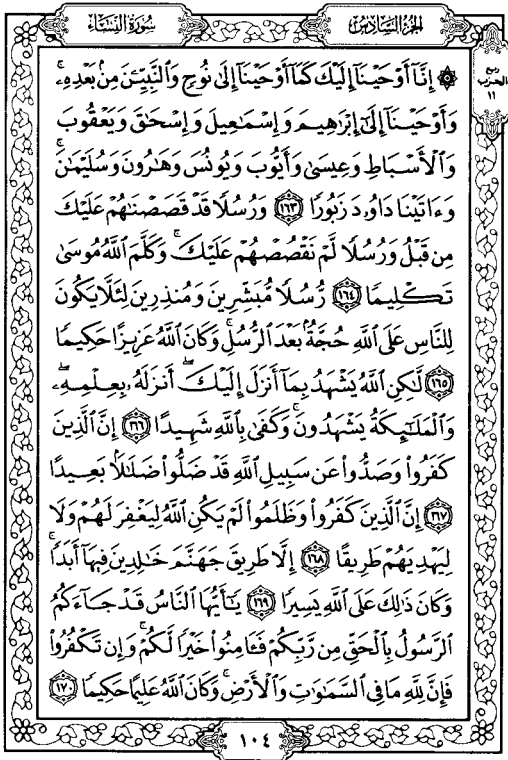 سُورَةُ النِّسَاءِ
الجُزْءُ السَّادِسُ
ربع
الحزب
١١
۞ إِنَّآ أَوْحَيْنَآ إِلَيْكَ كَمَآ أَوْحَيْنَآ إِلَىٰ نُوحٍ وَٱلنَّبِيِّـۧنَ مِنۢ بَعْدِهِۦۚ
وَأَوْحَيْنَآ إِلَىٰٓ إِبْرَٰهِيمَ وَإِسْمَـٰعِيلَ وَإِسْحَـٰقَ وَيَعْقُوبَ
وَٱلْأَسْبَاطِ وَعِيسَىٰ وَأَيُّوبَ وَيُونُسَ وَهَـٰرُونَ وَسُلَيْمَـٰنَۚ
وَءَاتَيْنَا دَاوُۥدَ زَبُورًا ١٦٣ وَرُسُلًا قَدْ قَصَصْنَـٰهُمْ عَلَيْكَ
مِن قَبْلُ وَرُسُلًا لَّمْ نَقْصُصْهُمْ عَلَيْكَۚ وَكَلَّمَ ٱللَّهُ مُوسَىٰ
تَكْلِيمًا ١٦٤ رُّسُلًا مُّبَشِّرِينَ وَمُنذِرِينَ لِئَلَّا يَكُونَ
لِلنَّاسِ عَلَى ٱللَّهِ حُجَّةٌۢ بَعْدَ ٱلرُّسُلِۚ وَكَانَ ٱللَّهُ عَزِيزًا حَكِيمًا
١٦٥ لَّـٰكِنِ ٱللَّهُ يَشْهَدُ بِمَآ أَنزَلَ إِلَيْكَۖ أَنزَلَهُۥ بِعِلْمِهِۦۖ
وَٱلْمَلَـٰٓئِكَةُ يَشْهَدُونَۚ وَكَفَىٰ بِٱللَّهِ شَهِيدًا ١٦٦ إِنَّ ٱلَّذِينَ
كَفَرُوا۟ وَصَدُّوا۟ عَن سَبِيلِ ٱللَّهِ قَدْ ضَلُّوا۟ ضَلَـٰلًۢا بَعِيدًا
١٦٧ إِنَّ ٱلَّذِينَ كَفَرُوا۟ وَظَلَمُوا۟ لَمْ يَكُنِ ٱللَّهُ لِيَغْفِرَ لَهُمْ وَلَا
لِيَهْدِيَهُمْ طَرِيقًا ١٦٨ إِلَّا طَرِيقَ جَهَنَّمَ خَـٰلِدِينَ فِيهَآ أَبَدًاۚ
وَكَانَ ذَٰلِكَ عَلَى ٱللَّهِ يَسِيرًا ١٦٩ يَـٰٓأَيُّهَا ٱلنَّاسُ قَدْ جَآءَكُمُ
ٱلرَّسُولُ بِٱلْحَقِّ مِن رَّبِّكُمْ فَـَٔامِنُوا۟ خَيْرًا لَّكُمْۚ وَإِن تَكْفُرُوا۟
فَإِنَّ لِلَّهِ مَا فِى ٱلسَّمَـٰوَٰتِ وَٱلْأَرْضِۚ وَكَانَ ٱللَّهُ عَلِيمًا حَكِيمًا ١٧٠
١٠٤